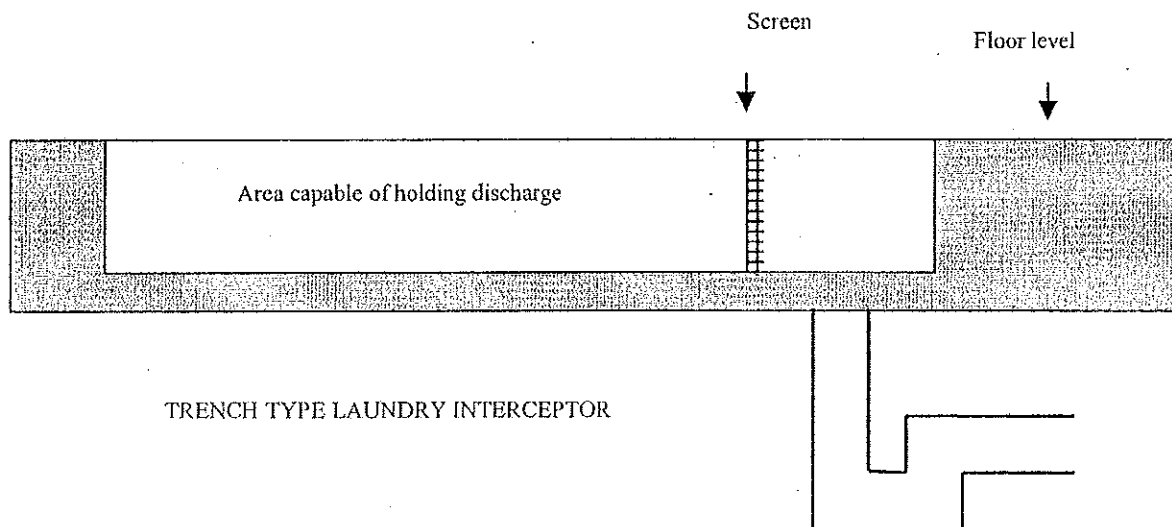 Screen
Floor level
Area capable of holding discharge
TRENCH TYPE LAUNDRY INTERCEPTOR